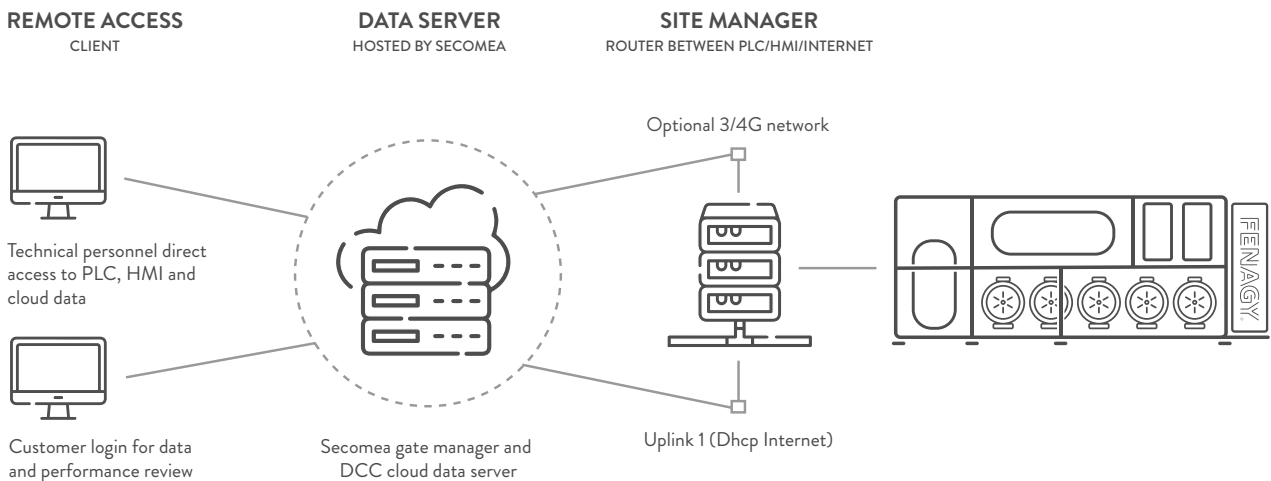 REMOTE ACCESS
CLIENT
DATA SERVER
HOSTED BY SECOMEA
SITE MANAGER
ROUTER BETWEEN PLC/HMI/INTERNET
Optional 3/4G network
Technical personnel direct
access to PLC, HMI and
cloud data
FENAGY
Customer login for data
and performance review
Secomea gate manager and
DCC cloud data server
Uplink 1 (Dhcp Internet)